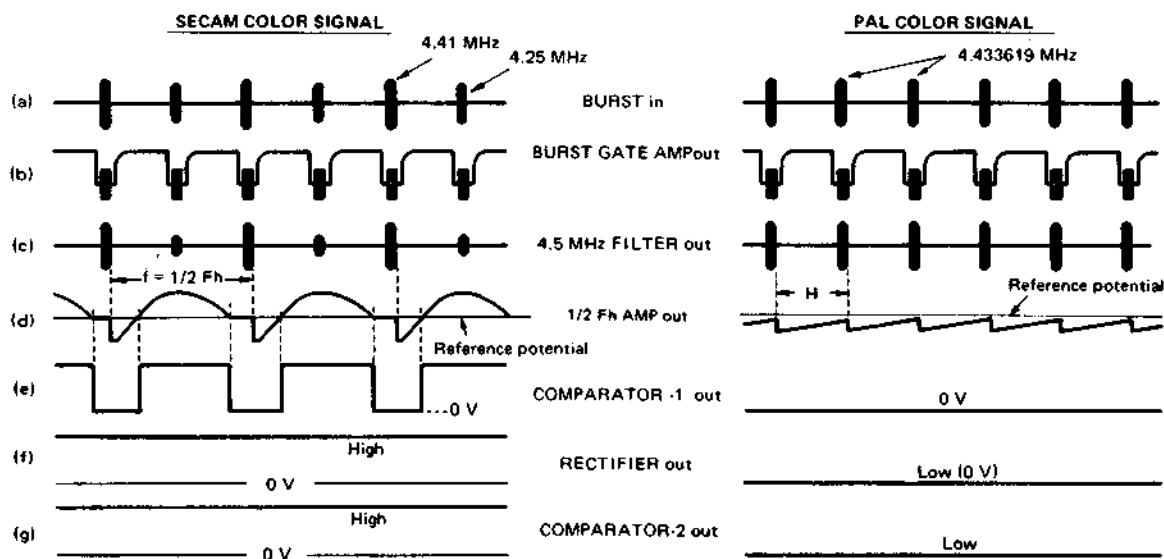 SECAM COLOR SIGNAL
PAL COLOR SIGNAL
4.41 MHz
4.25 MHz
4.433619 MHz
(a)
BURST in
(b)
BURST GATE AMPout
(c)
4.5 MHz FILTER out
f = 1/2 Fh
H
Reference potential
(d)
1/2 Fh AMP out
Reference potential
(e)
COMPARATOR -1 out
0 V
0 V
(f)
High
RECTIFIER out
Low (0 V)
0 V
(g)
High
COMPARATOR-2 out
Low
0 V